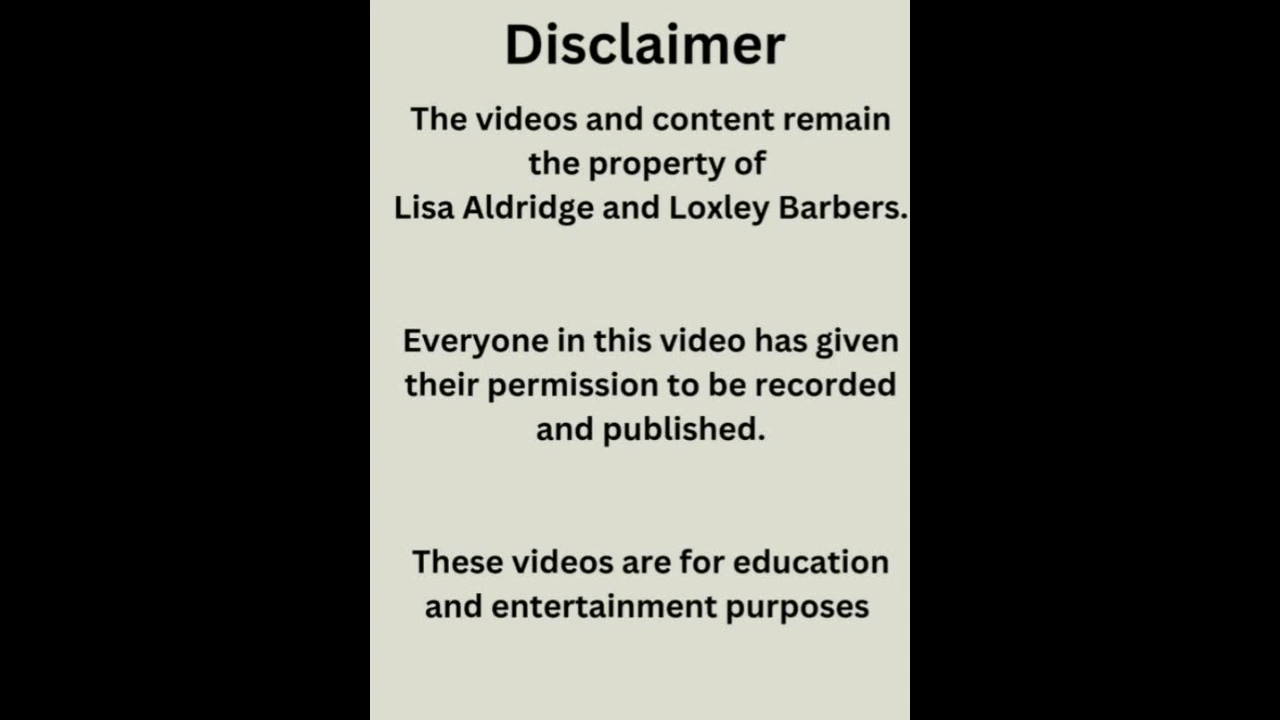 Disclaimer
The videos and content remain
the property of
Lisa Aldridge and Loxley Barbers.
Everyone in this video has given
their permission to be recorded
and published.
These videos are for education
and entertainment purposes